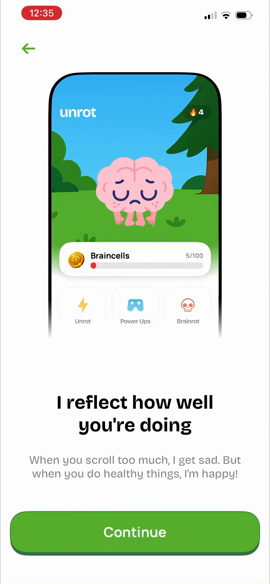 12:35
unrot
4
Braincells
5/100
Unrot
Power Ups
Brainrot
I reflect how well
you're doing
When you scroll too much, I get sad. But
when you do healthy things, I'm happy!
Continue